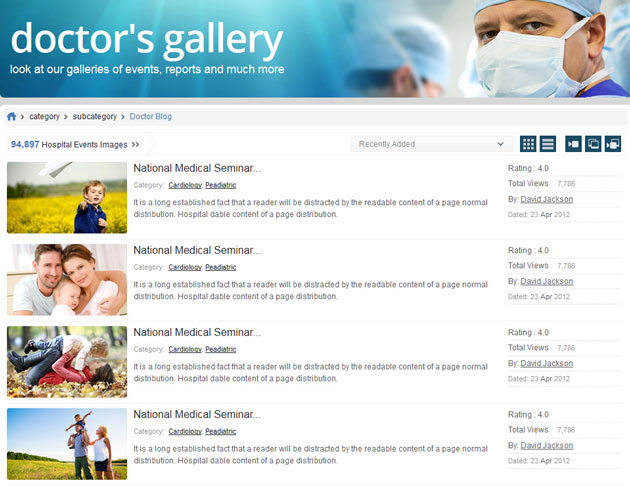 doctor's gallery
look at our galleries of events, reports and much more
category subcategory Doctor Blog
94,897 Hospital Events Images Recently Added
National Medical Seminar...
Category: Cardiology, Peadiatric
It is a long established fact that a reader will be distracted by the readable content of a page normal
distribution. Hospital dable content of a page distribution.
Rating : 4.0
Total Views 7,786
By: David Jackson
Dated: 23 Apr 2012
National Medical Seminar...
Category: Cardiology, Peadiatric
It is a long established fact that a reader will be distracted by the readable content of a page normal
distribution. Hospital dable content of a page distribution.
Rating : 4.0
Total Views 7,786
By: David Jackson
Dated: 23 Apr 2012
National Medical Seminar...
Category: Cardiology, Peadiatric
It is a long established fact that a reader will be distracted by the readable content of a page normal
distribution. Hospital dable content of a page distribution.
Rating : 4.0
Total Views 7,786
By: David Jackson
Dated: 23 Apr 2012
National Medical Seminar...
Category: Cardiology, Peadiatric
It is a long established fact that a reader will be distracted by the readable content of a page normal
distribution. Hospital dable content of a page distribution.
Rating : 4.0
Total Views 7,786
By: David Jackson
Dated: 23 Apr 2012